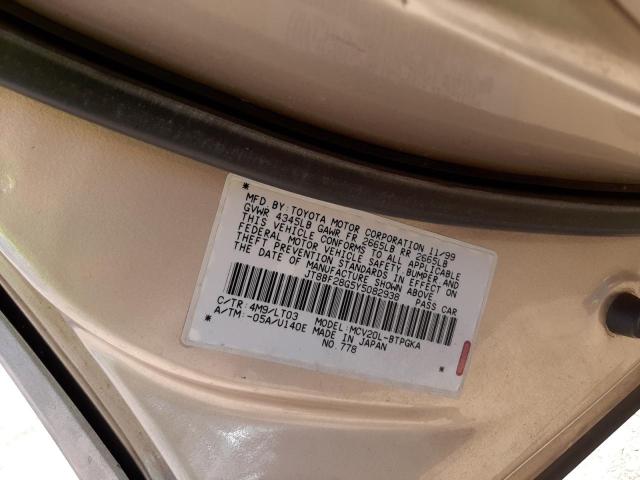 *
MFD. BY: TOYOTA MOTOR CORPORATION 11/99
GVWR 4345LB GAWR FR 2665LB RR 2665LB
THIS VEHICLE CONFORMS TO ALL APPLICABLE
FEDERAL MOTOR VEHICLE SAFETY, BUMPER, AND
THEFT PREVENTION STANDARDS IN EFFECT ON
THE DATE OF MANUFACTURE SHOWN ABOVE.
JT8BF28G5Y5082938 PASS CAR
*
C/TR: 4M9/LT03 MODEL: MCV20L-BTPGKA
A/TM: -05A/U140E MADE IN JAPAN
NO. 778 *